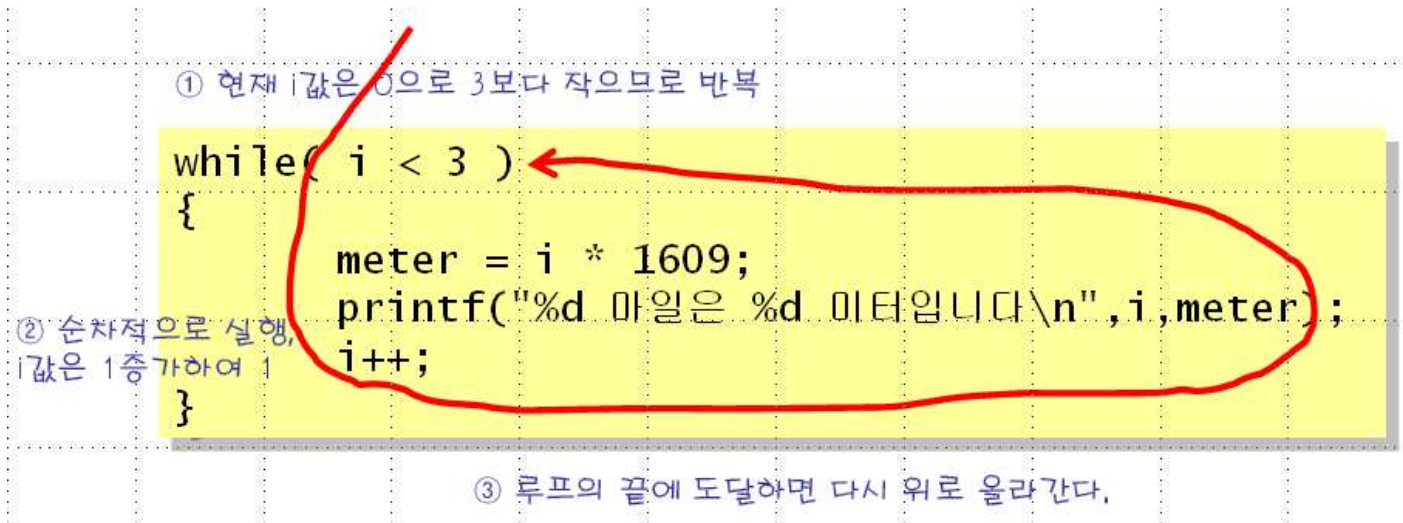 ① 현재 i값은 0으로 3보다 작으므로 반복
while( i < 3 )
{
meter = i * 1609;
printf("%d 마일은 %d 미터입니다\n",i,meter);
② 순차적으로 실행,
i값은 1증가하여 1
i++;
}
③ 루프의 끝에 도달하면 다시 위로 올라간다.